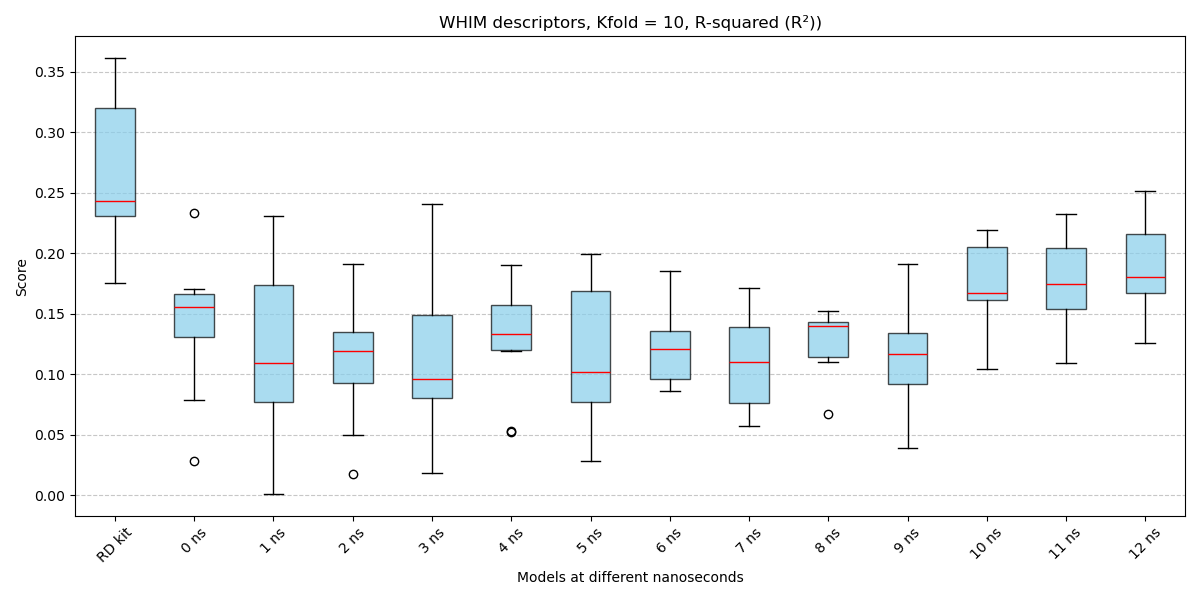 WHIM descriptors, Kfold = 10, R-squared (R²))
Score
0.35
0.30
0.25
0.20
0.15
0.10
0.05
0.00
RD kit
0 ns
1 ns
2 ns
3 ns
4 ns
5 ns
6 ns
7 ns
8 ns
9 ns
10 ns
11 ns
12 ns
Models at different nanoseconds